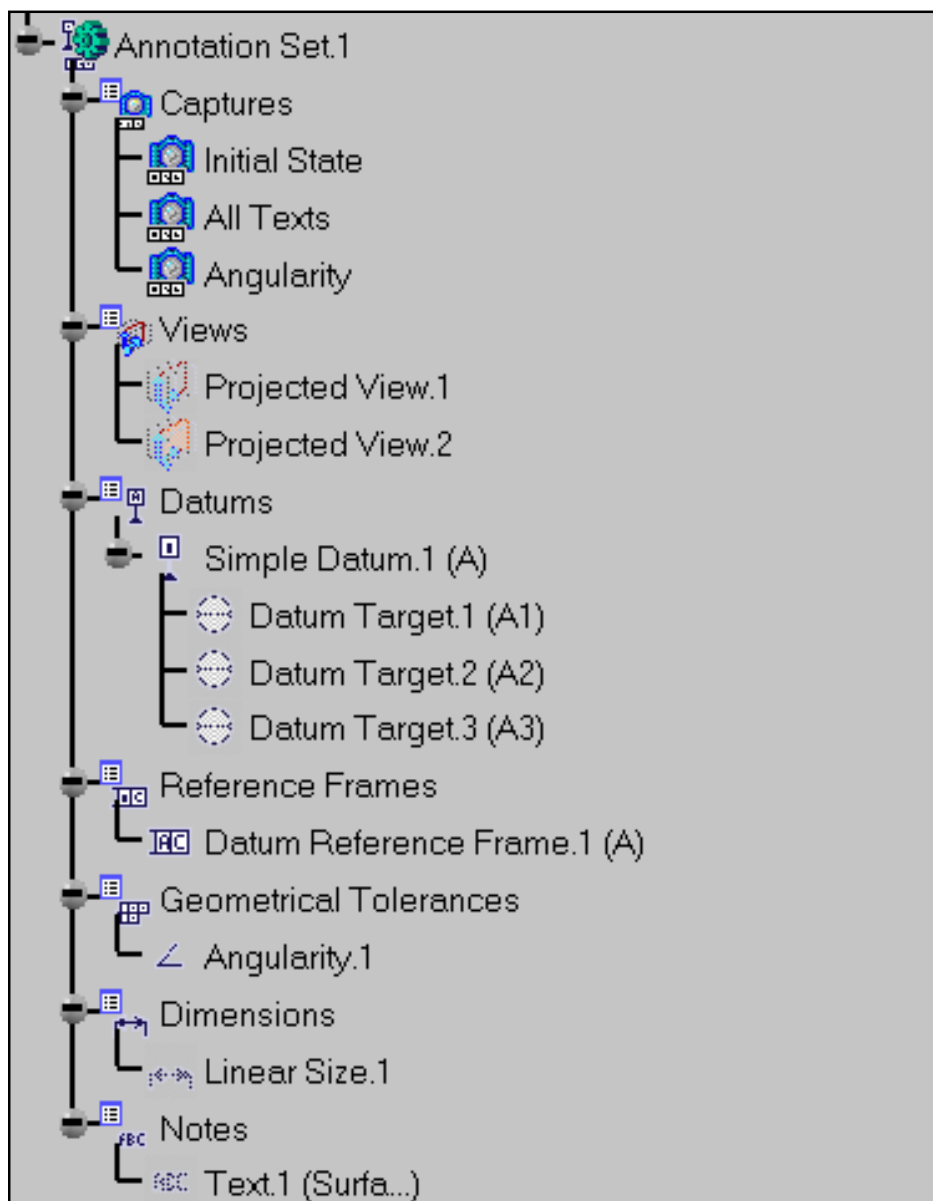 Annotation Set.1
Captures
Initial State
All Texts
Angularity
Views
Projected View.1
Projected View.2
Datums
Simple Datum.1 (A)
Datum Target.1 (A1)
Datum Target.2 (A2)
Datum Target.3 (A3)
Reference Frames
Datum Reference Frame.1 (A)
Geometrical Tolerances
Angularity.1
Dimensions
Linear Size.1
Notes
Text.1 (Surfa...)